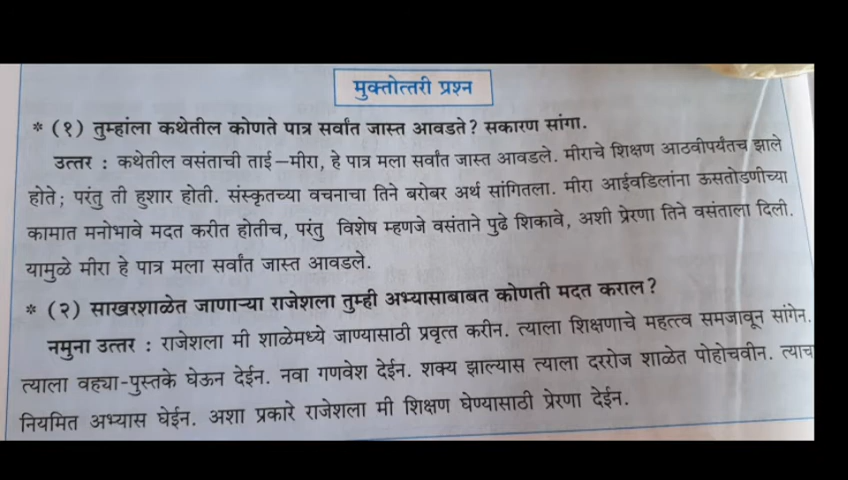 मुक्तोत्तरी प्रश्न
* (१) तुम्हांला कथेतील कोणते पात्र सर्वांत जास्त आवडते? सकारण सांगा.
उत्तर : कथेतील वसंताची ताई – मीरा, हे पात्र मला सर्वांत जास्त आवडले. मीराचे शिक्षण आठवीपर्यंतच झाले
होते; परंतु ती हुशार होती. संस्कृतच्या वचनाचा तिने बरोबर अर्थ सांगितला. मीरा आईवडिलांना ऊसतोडणीच्या
कामात मनोभावे मदत करीत होतीच, परंतु विशेष म्हणजे वसंताने पुढे शिकावे, अशी प्रेरणा तिने वसंताला दिली.
यामुळे मीरा हे पात्र मला सर्वांत जास्त आवडले.
* (२) साखरशाळेत जाणाऱ्या राजेशला तुम्ही अभ्यासाबाबत कोणती मदत कराल?
नमुना उत्तर : राजेशला मी शाळेमध्ये जाण्यासाठी प्रवृत्त करीन. त्याला शिक्षणाचे महत्त्व समजावून सांगेन.
त्याला वह्या-पुस्तके घेऊन देईन. नवा गणवेश देईन. शक्य झाल्यास त्याला दररोज शाळेत पोहोचवीन. त्याच
नियमित अभ्यास घेईन. अशा प्रकारे राजेशला मी शिक्षण घेण्यासाठी प्रेरणा देईन.